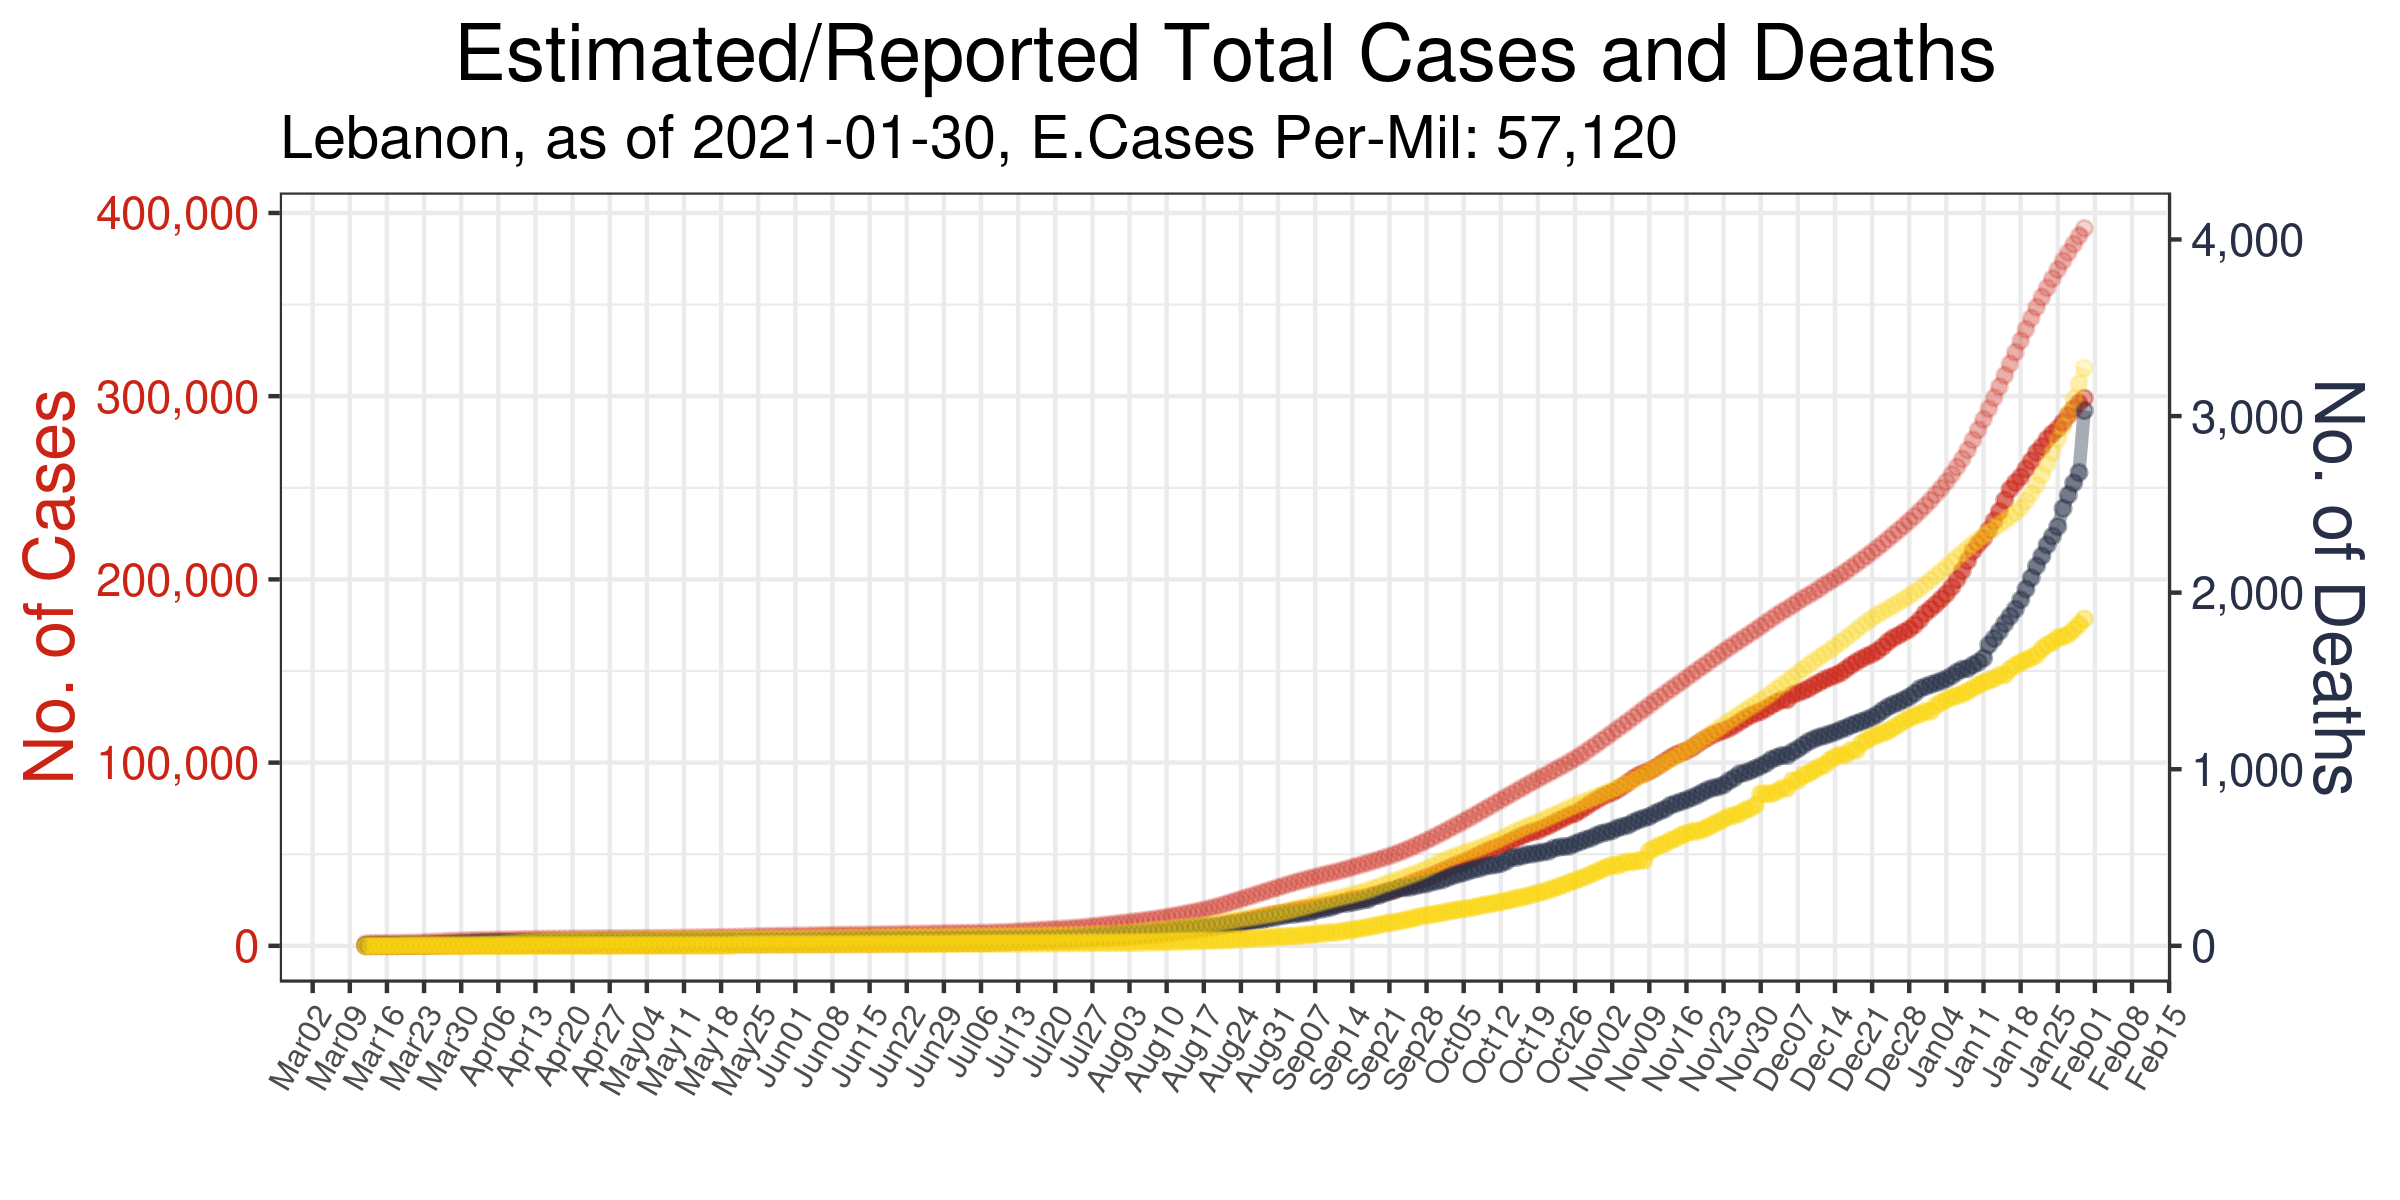 Estimated/Reported Total Cases and Deaths
Lebanon, as of 2021-01-30, E.Cases Per-Mil: 57,120
No. of Cases
400,000
300,000
200,000
100,000
0
4,000
3,000
2,000
1,000
0
No. of Deaths
Mar02
Mar09
Mar16
Mar23
Mar30
Apr06
Apr13
Apr20
Apr27
May04
May11
May18
May25
Jun01
Jun08
Jun15
Jun22
Jun29
Jul06
Jul13
Jul20
Jul27
Aug03
Aug10
Aug17
Aug24
Aug31
Sep07
Sep14
Sep21
Sep28
Oct05
Oct12
Oct19
Oct26
Nov02
Nov09
Nov16
Nov23
Nov30
Nov07
Dec14
Dec21
Dec28
Dec04
Jan11
Jan18
Jan25
Feb01
Feb08
Feb15